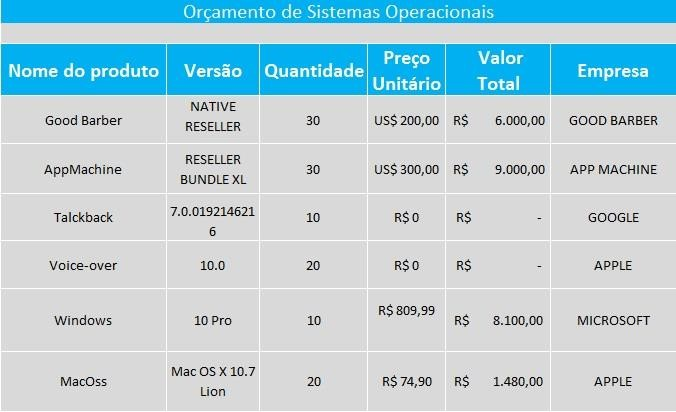 Orçamento de Sistemas Operacionais
Nome do produto Versão Quantidade Preço Unitário Valor Total Empresa
Good Barber NATIVE RESELLER 30 US$ 200,00 R$ 6.000,00 GOOD BARBER
AppMachine RESELLER BUNDLE XL 30 US$ 300,00 R$ 9.000,00 APP MACHINE
Talckback 7.0.0192146216 10 R$ 0 R$ - GOOGLE
Voice-over 10.0 20 R$ 0 R$ - APPLE
Windows 10 Pro 10 R$ 809,99 R$ 8.100,00 MICROSOFT
MacOss Mac OS X 10.7 Lion 20 R$ 74,90 R$ 1.480,00 APPLE